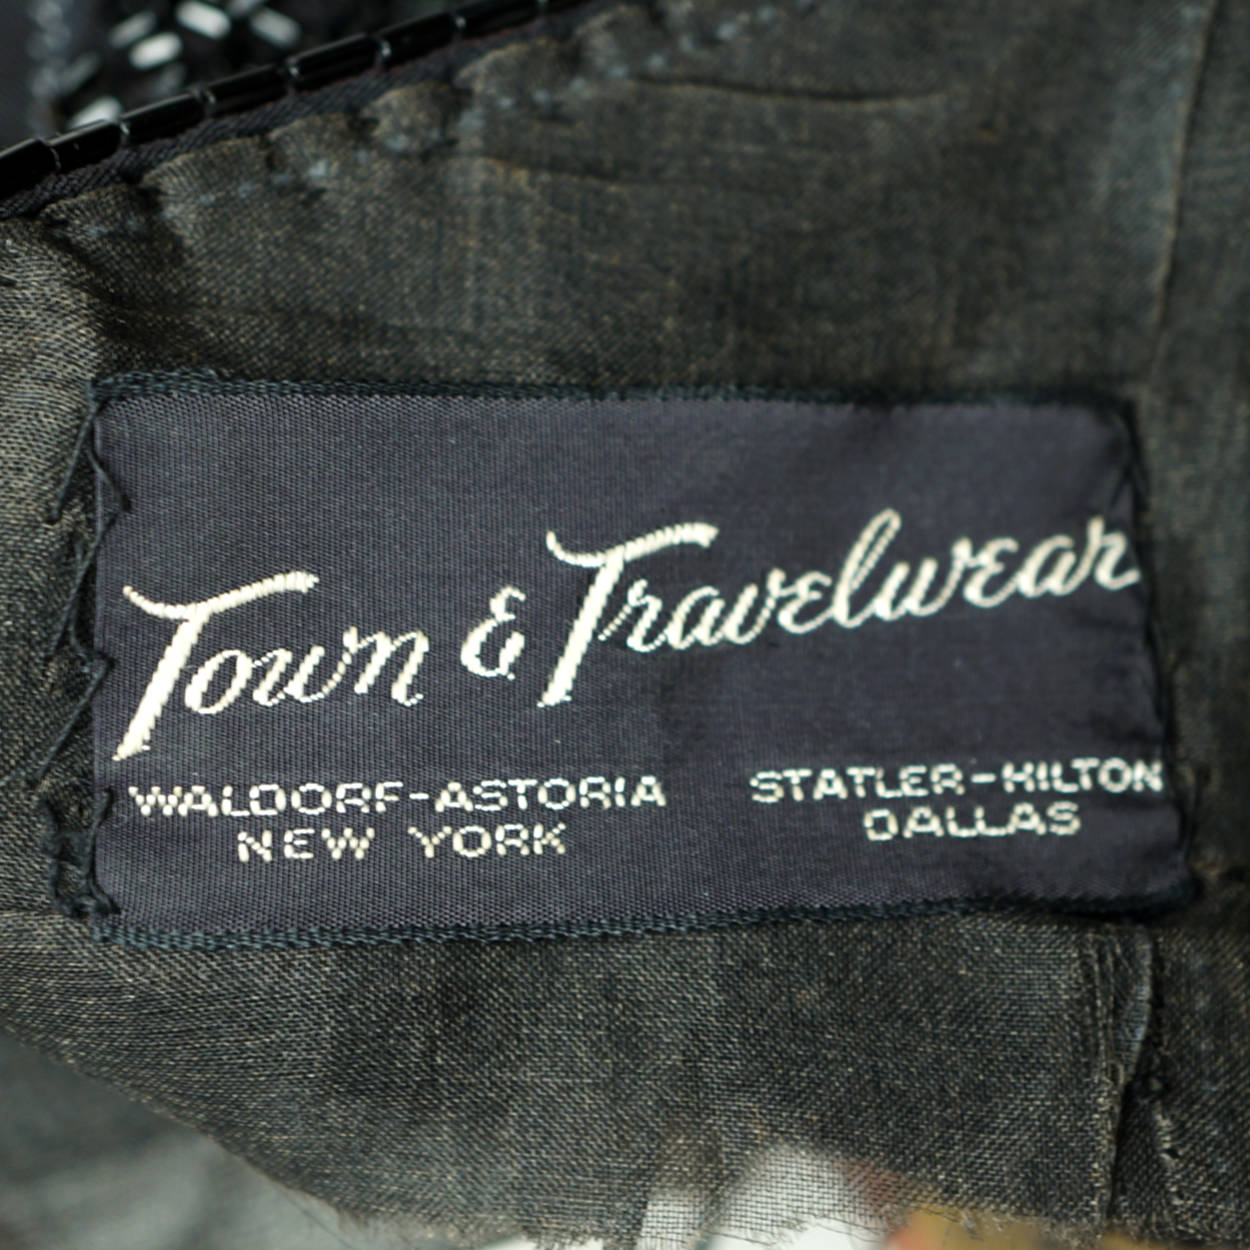 Town & Travelwear
WALDORF-ASTORIA
NEW YORK
STATLER-HILTON
DALLAS